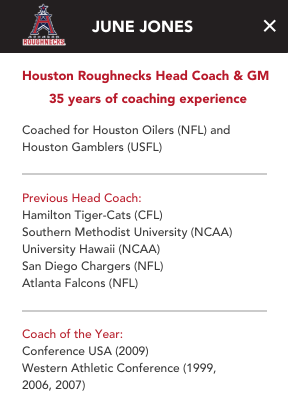 HOUSTON
ROUGHNECKS
JUNE JONES
Houston Roughnecks Head Coach & GM
35 years of coaching experience
Coached for Houston Oilers (NFL) and
Houston Gamblers (USFL)
Previous Head Coach:
Hamilton Tiger-Cats (CFL)
Southern Methodist University (NCAA)
University Hawaii (NCAA)
San Diego Chargers (NFL)
Atlanta Falcons (NFL)
Coach of the Year:
Conference USA (2009)
Western Athletic Conference (1999,
2006, 2007)